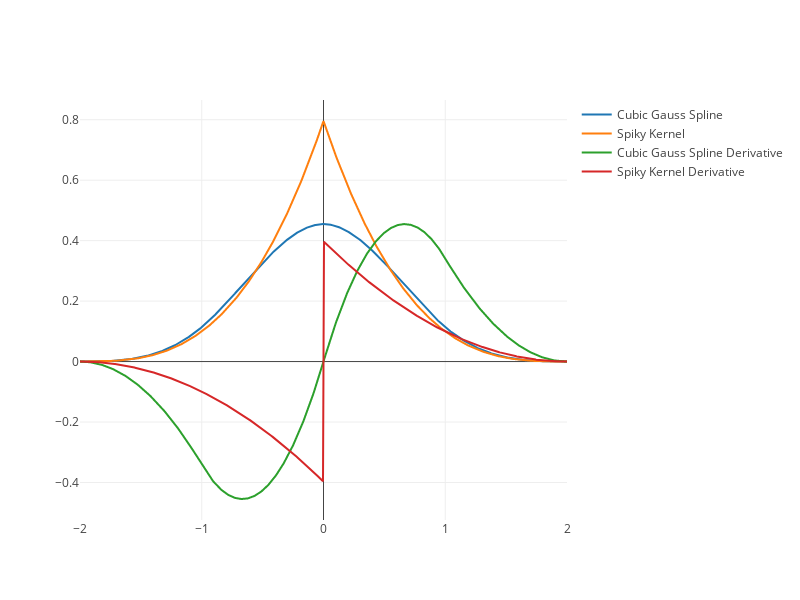 Cubic Gauss Spline
Spiky Kernel
Cubic Gauss Spline Derivative
Spiky Kernel Derivative
0.8
0.6
0.4
0.2
0
−0.2
−0.4
−2 −1 0 1 2